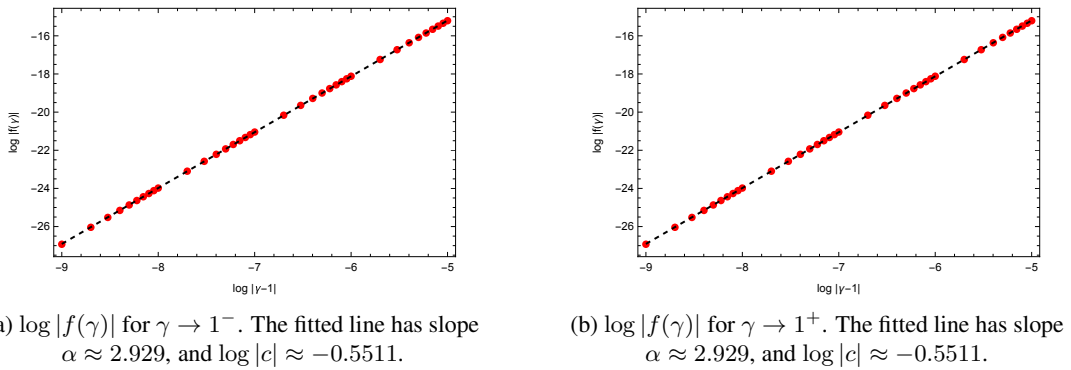 −16
−18
−20
−22
−24
−26
log |f(γ)|
−9 −8 −7 −6 −5
log |γ−1|
−16
−18
−20
−22
−24
−26
log |f(γ)|
−9 −8 −7 −6 −5
log |γ−1|
) log |f(γ)| for γ → 1⁻. The fitted line has slope
α ≈ 2.929, and log |c| ≈ −0.5511.
(b) log |f(γ)| for γ → 1⁺. The fitted line has slope
α ≈ 2.929, and log |c| ≈ −0.5511.